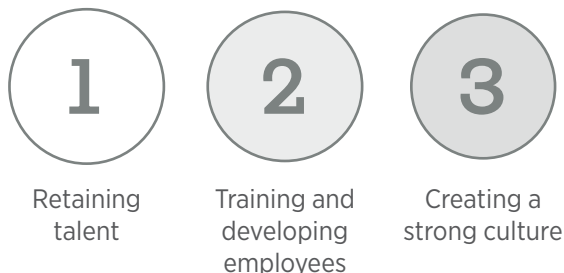 1
Retaining
talent
2
Training and
developing
employees
3
Creating a
strong culture